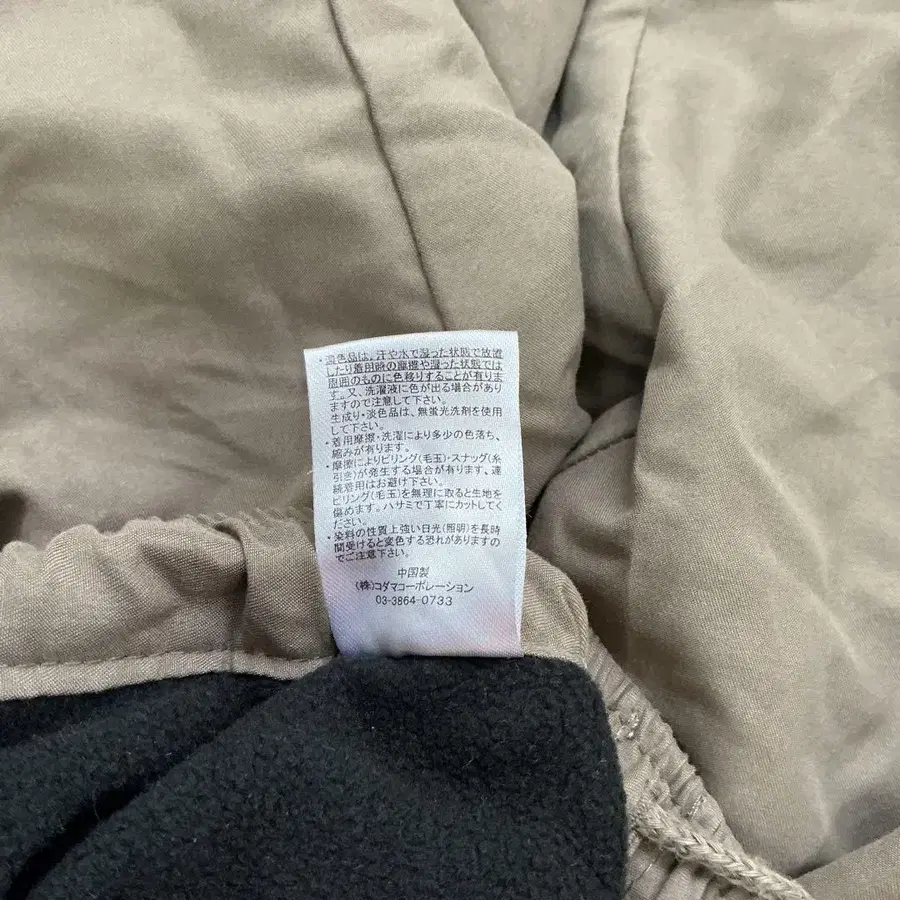 ・濃色品は、汗や水で湿った状態で放置
したり着用時の摩擦や湿った状態では
周囲のものに色移りすることが有りま
す。又、洗濯液に色が出る場合があり
ますので注意して下さい。
生成り・淡色品は、無蛍光洗剤を使用
して下さい。
・着用摩擦・洗濯により多少の色落ち、
縮みが有ります。
・摩擦によりピリング(毛玉)・スナッグ(糸
引き)が発生する場合が有ります、連
続着用はお避け下さい。
ピリング(毛玉)を無理に取ると生地を
傷めます。ハサミで丁寧にカットしてく
ださい。
・染料の性質上強い日光(照明)を長時
間受けると変色する恐れがありますの
でご注意下さい。
中国製
(株)コダマコーポレーション
03-3864-0733